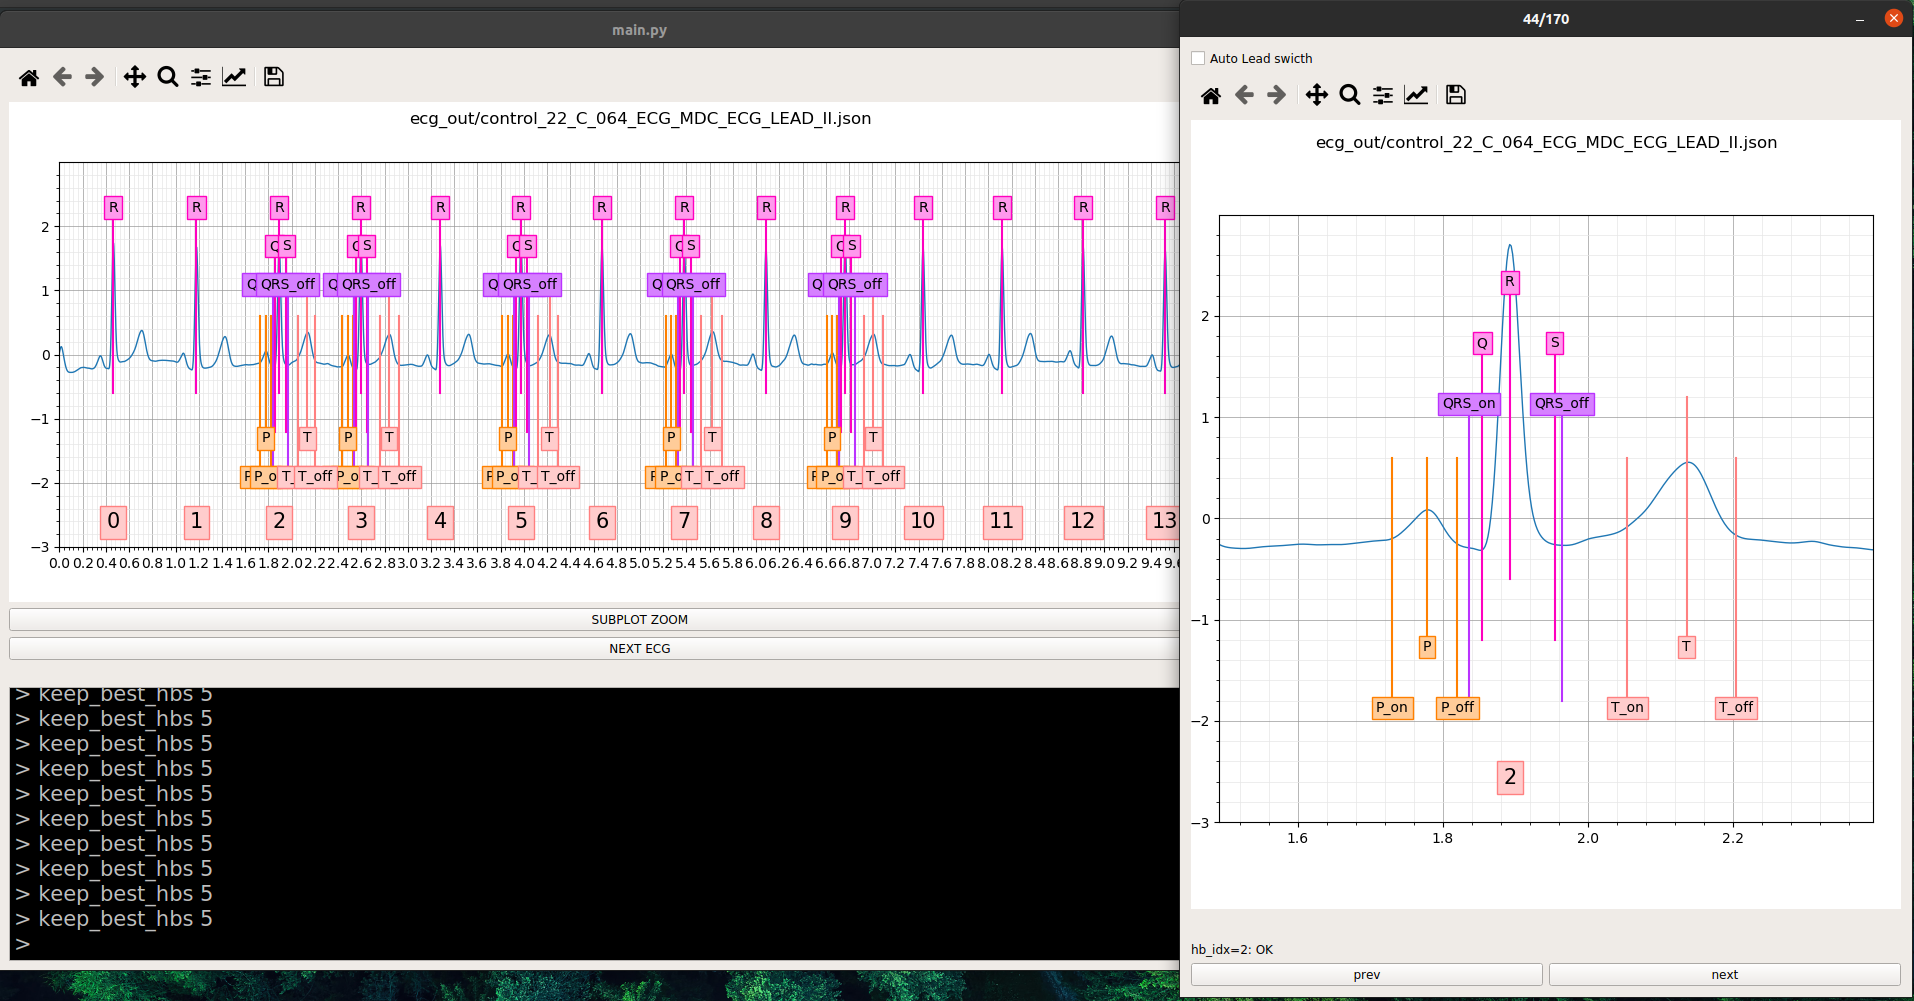 main.py
ecg_out/control_22_C_064_ECG_MDC_ECG_LEAD_II.json
R R R R R R R R R R R R R R
Q S Q S Q S Q S Q S
QRS_off QRS_off QRS_off QRS_off QRS_off
P T P T P T P T P T
P_o T_ T_off P_o T_ T_off P_o T_ T_off P_o T_ T_off P_o T_ T_off
0 1 2 3 4 5 6 7 8 9 10 11 12 13
2
1
0
−1
−2
−3
0.0 0.2 0.4 0.6 0.8 1.0 1.2 1.4 1.6 1.8 2.0 2.2 2.4 2.6 2.8 3.0 3.2 3.4 3.6 3.8 4.0 4.2 4.4 4.6 4.8 5.0 5.2 5.4 5.6 5.8 6.0 6.2 6.4 6.6 6.8 7.0 7.2 7.4 7.6 7.8 8.0 8.2 8.4 8.6 8.8 9.0 9.2 9.4
SUBPLOT ZOOM
NEXT ECG
> keep_best_hbs 5
> keep_best_hbs 5
> keep_best_hbs 5
> keep_best_hbs 5
> keep_best_hbs 5
> keep_best_hbs 5
> keep_best_hbs 5
> keep_best_hbs 5
> keep_best_hbs 5
> keep_best_hbs 5
>
44/170
Auto Lead swicth
ecg_out/control_22_C_064_ECG_MDC_ECG_LEAD_II.json
R
Q S
QRS_on QRS_off
P T
P_on P_off T_on T_off
2
2
1
0
−1
−2
−3
1.6 1.8 2.0 2.2
hb_idx=2: OK
prev next